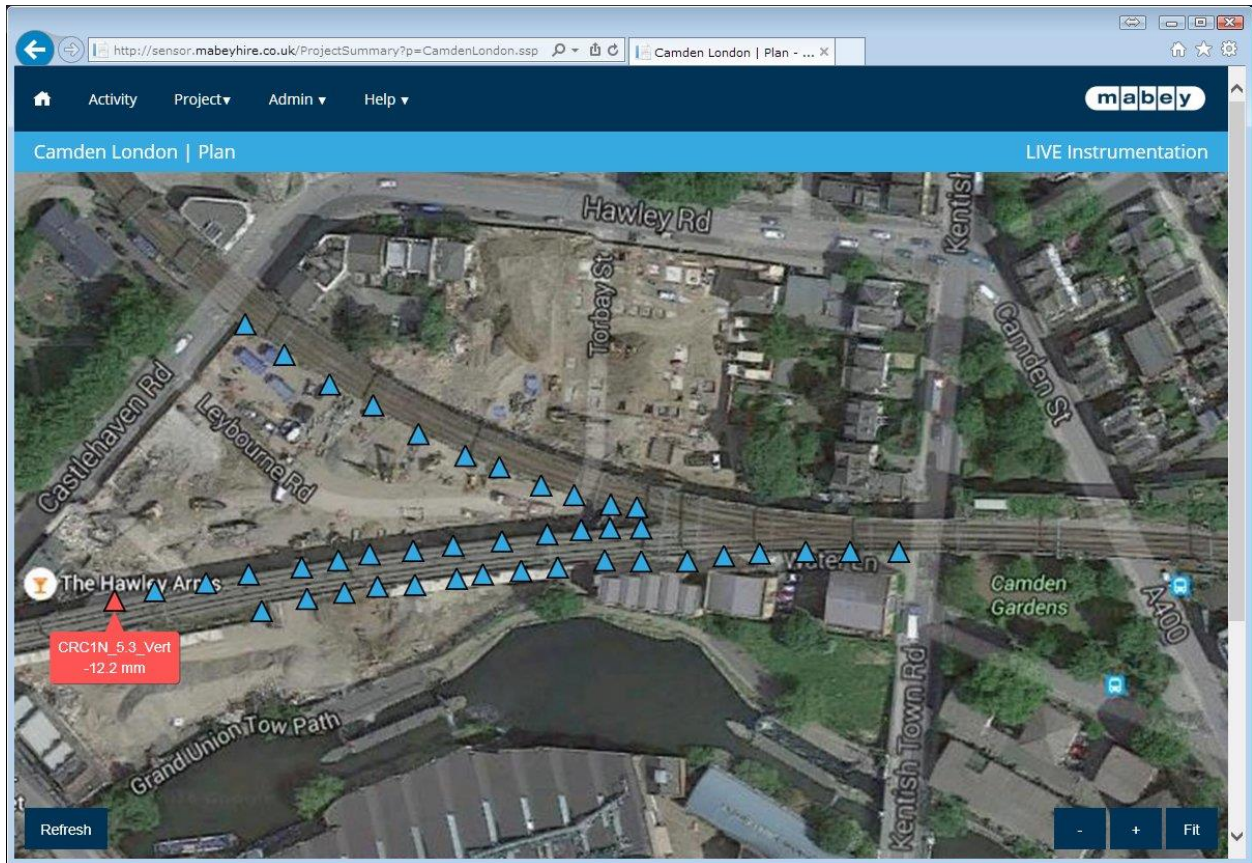 http://sensor.mabeyhire.co.uk/ProjectSummary?p=CamdenLondon.ssp
Camden London | Plan - ...
Activity
Project
Admin
Help
mabey
Camden London | Plan
LIVE Instrumentation
Hawley Rd
Kentish
Torbay St
Camden St
Castlehaven Rd
Leybourne Rd
The Hawley Arms
Camden
Gardens
A400
CRC1N_5.3_Vert
-12.2 mm
Grand Union Tow Path
Kentish Town Rd
Refresh
-
+
Fit